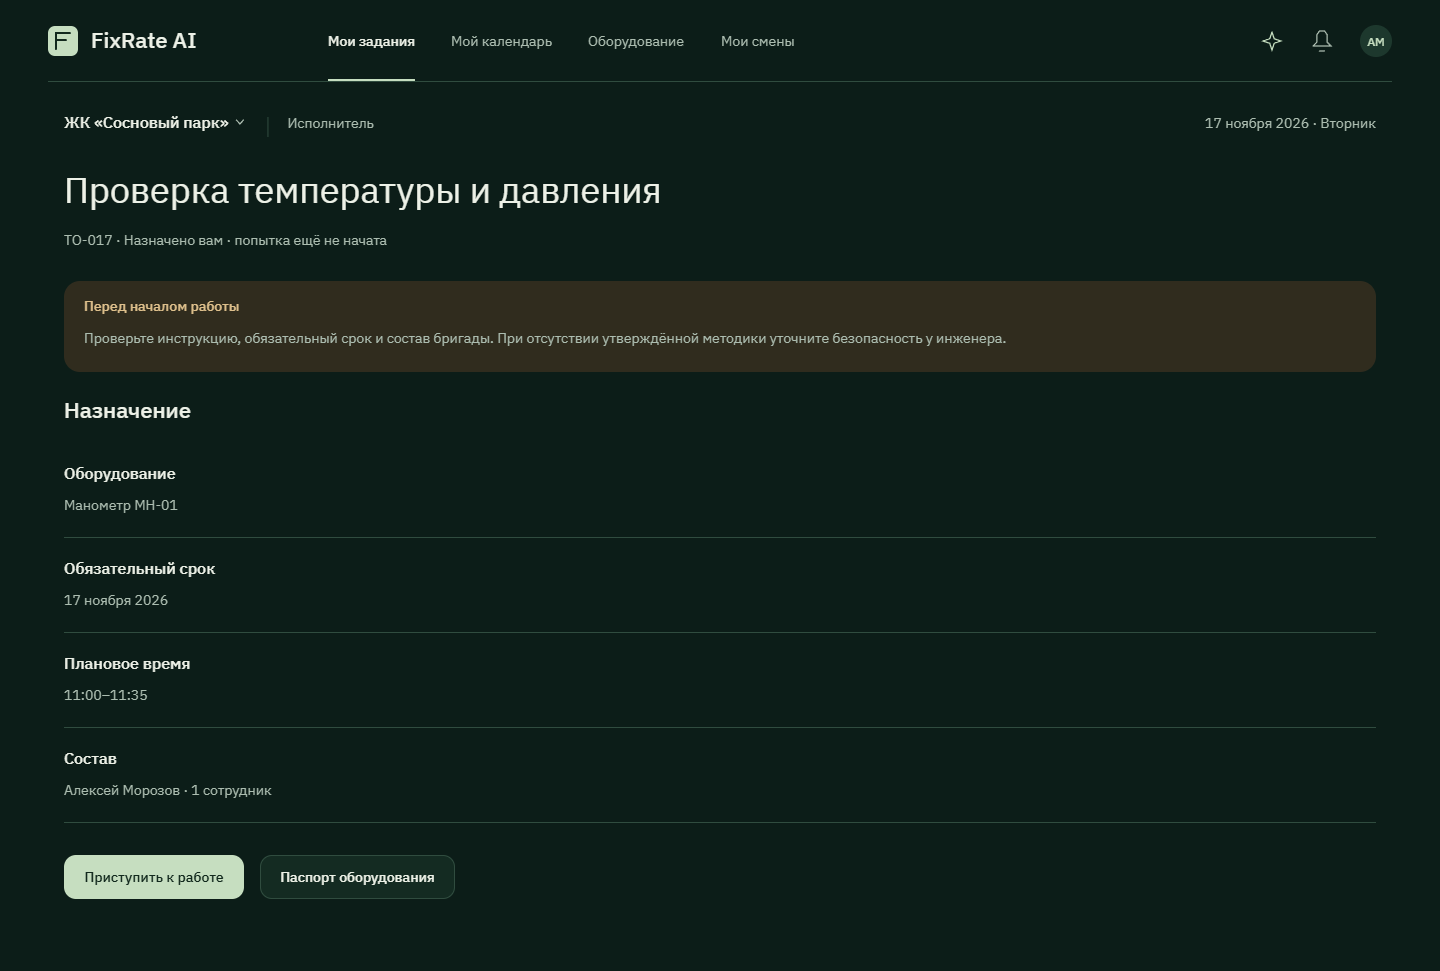 FixRate AI
Мои задания
Мой календарь
Оборудование
Мои смены
АМ
ЖК «Сосновый парк»
Исполнитель
17 ноября 2026 · Вторник
Проверка температуры и давления
ТО-017 · Назначено вам · попытка ещё не начата
Перед началом работы
Проверьте инструкцию, обязательный срок и состав бригады. При отсутствии утверждённой методики уточните безопасность у инженера.
Назначение
Оборудование
Манометр МН-01
Обязательный срок
17 ноября 2026
Плановое время
11:00–11:35
Состав
Алексей Морозов · 1 сотрудник
Приступить к работе
Паспорт оборудования